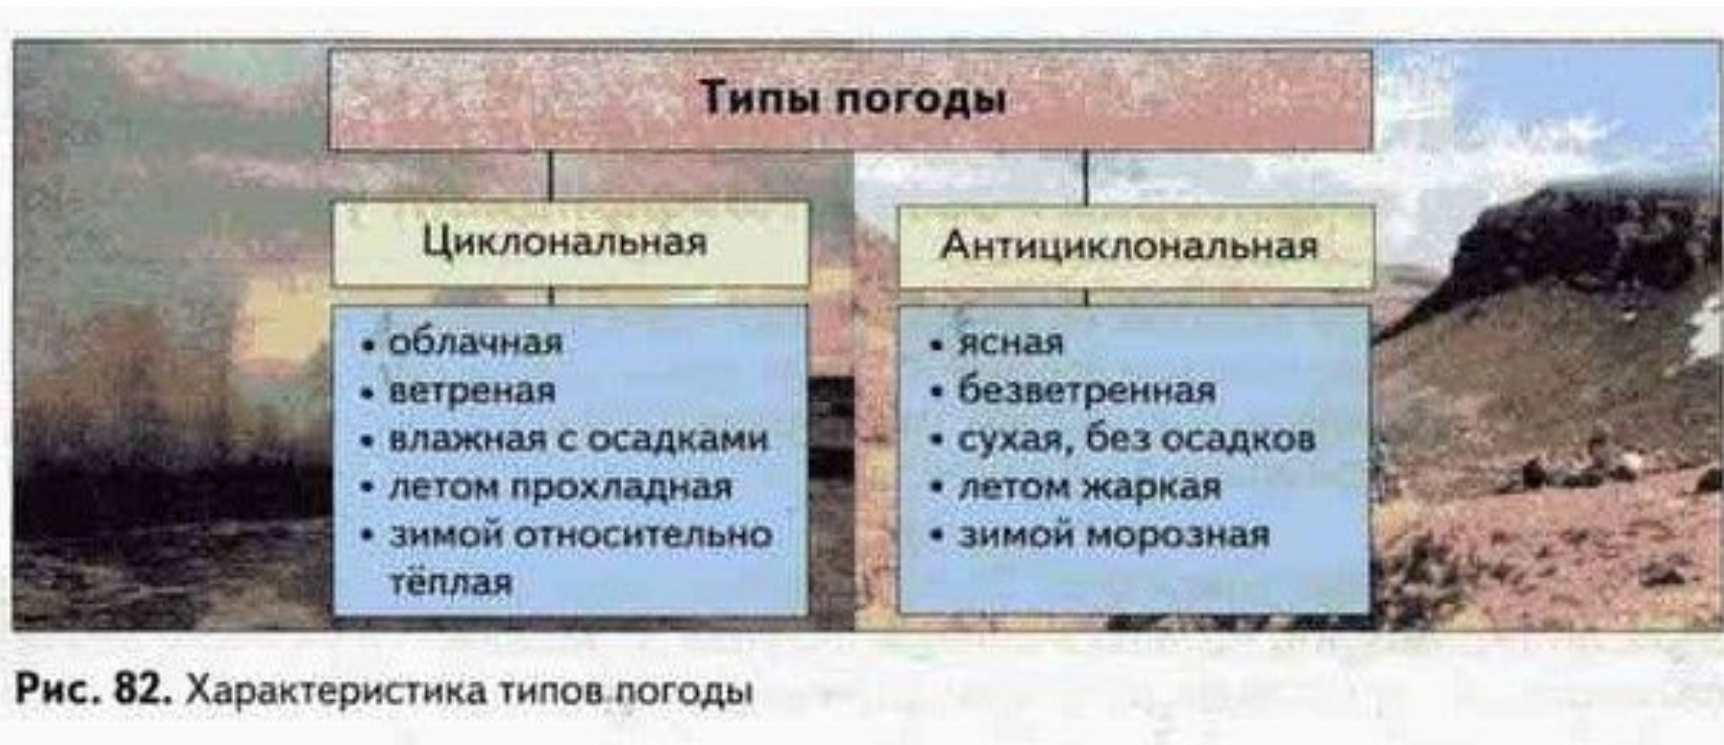 Типы погоды
Циклональная
• облачная
• ветреная
• влажная с осадками
• летом прохладная
• зимой относительно
тёплая
Антициклональная
• ясная
• безветренная
• сухая, без осадков
• летом жаркая
• зимой морозная
Рис. 82. Характеристика типов погоды